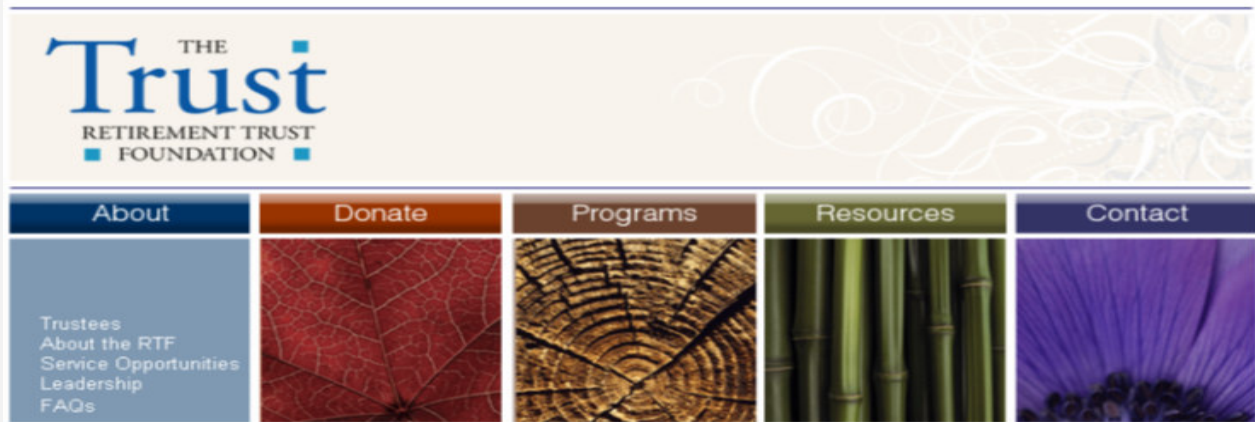 THE
Trust
RETIREMENT TRUST
FOUNDATION
About
Donate
Programs
Resources
Contact
Trustees
About the RTF
Service Opportunities
Leadership
FAQs